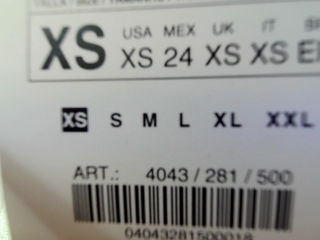 XS USA MEX UK IT
XS 24 XS XS
XS S M L XL XXL
ART.: 4043/281/500
04043281500018